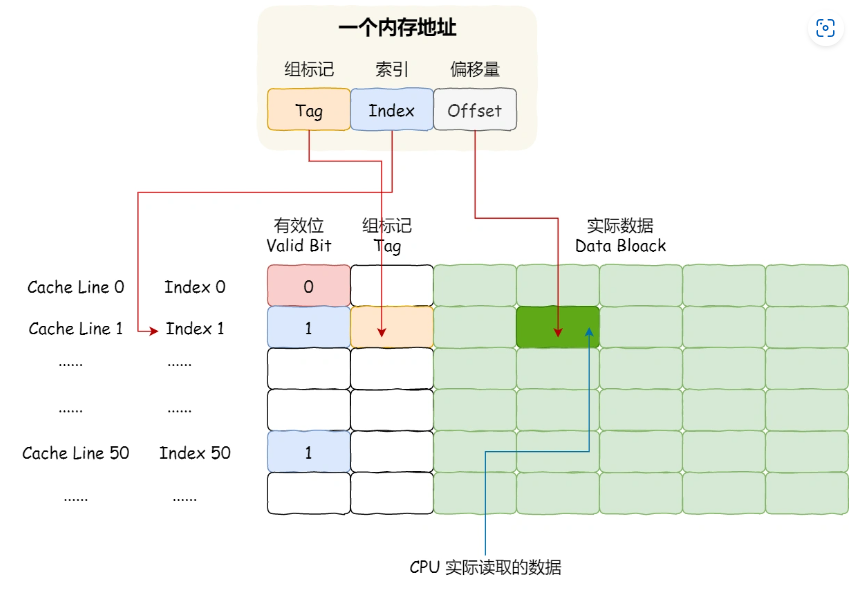 一个内存地址
组标记 索引 偏移量
Tag Index Offset
有效位 组标记 实际数据
Valid Bit Tag Data Bloack
Cache Line 0 Index 0 0
Cache Line 1 Index 1 1
...... ......
...... ......
Cache Line 50 Index 50 1
...... ......
CPU 实际读取的数据